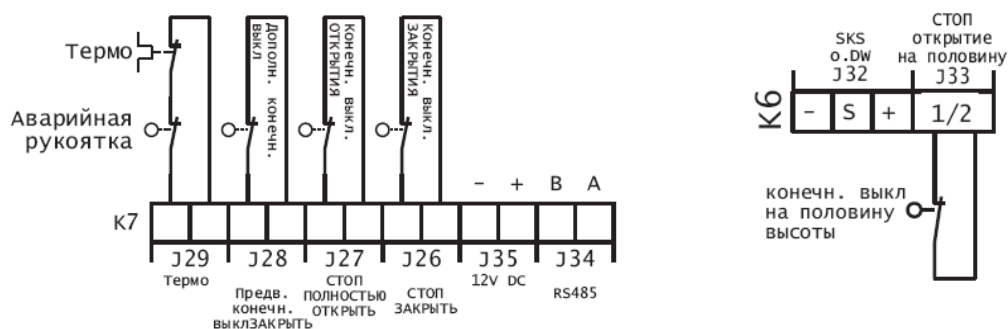 Термо
Аварийная
рукоятка
Дополн. конечн.
выкл
Конечн. выкл.
ОТКРЫТИЯ
Конечн. выкл.
ЗАКРЫТИЯ
- + B A
K7
J29 J28 J27 J26 J35 J34
Термо
Предв.
конечн.
выклЗАКРЫТЬ
СТОП
ПОЛНОСТЬЮ
ОТКРЫТЬ
СТОП
ЗАКРЫТЬ
12V DC
RS485
SKS
o.DW
J32
СТОП
открытие
на половину
J33
K6
- S + 1/2
конечн. выкл
на половину
высоты